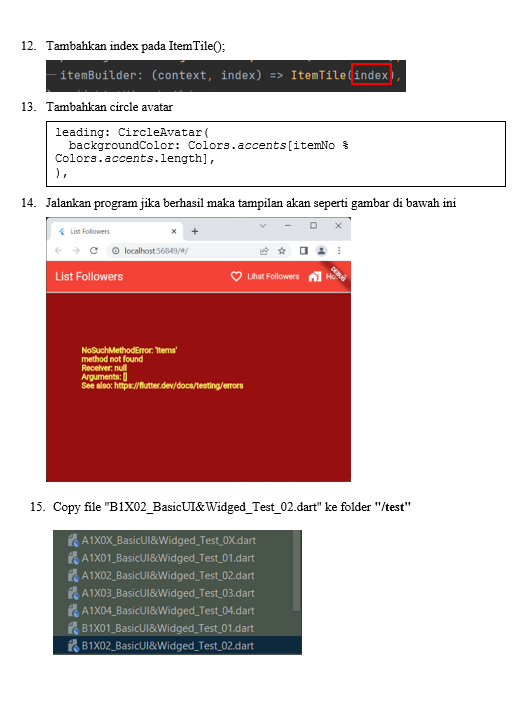 12. Tambahkan index pada ItemTile();
itemBuilder: (context, index) => ItemTile(index),
13. Tambahkan circle avatar
leading: CircleAvatar(
backgroundColor: Colors.accents[itemNo %
Colors.accents.length],
),
14. Jalankan program jika berhasil maka tampilan akan seperti gambar di bawah ini
List Followers
localhost:56849/#/
List Followers
Lihat Followers
DEBUG
NoSuchMethodError: 'items'
method not found
Receiver: null
Arguments: []
See also: https://flutter.dev/docs/testing/errors
15. Copy file "B1X02_BasicUI&Widged_Test_02.dart" ke folder "/test"
A1X0X_BasicUI&Widged_Test_0X.dart
A1X01_BasicUI&Widged_Test_01.dart
A1X02_BasicUI&Widged_Test_02.dart
A1X03_BasicUI&Widged_Test_03.dart
A1X04_BasicUI&Widged_Test_04.dart
B1X01_BasicUI&Widged_Test_01.dart
B1X02_BasicUI&Widged_Test_02.dart